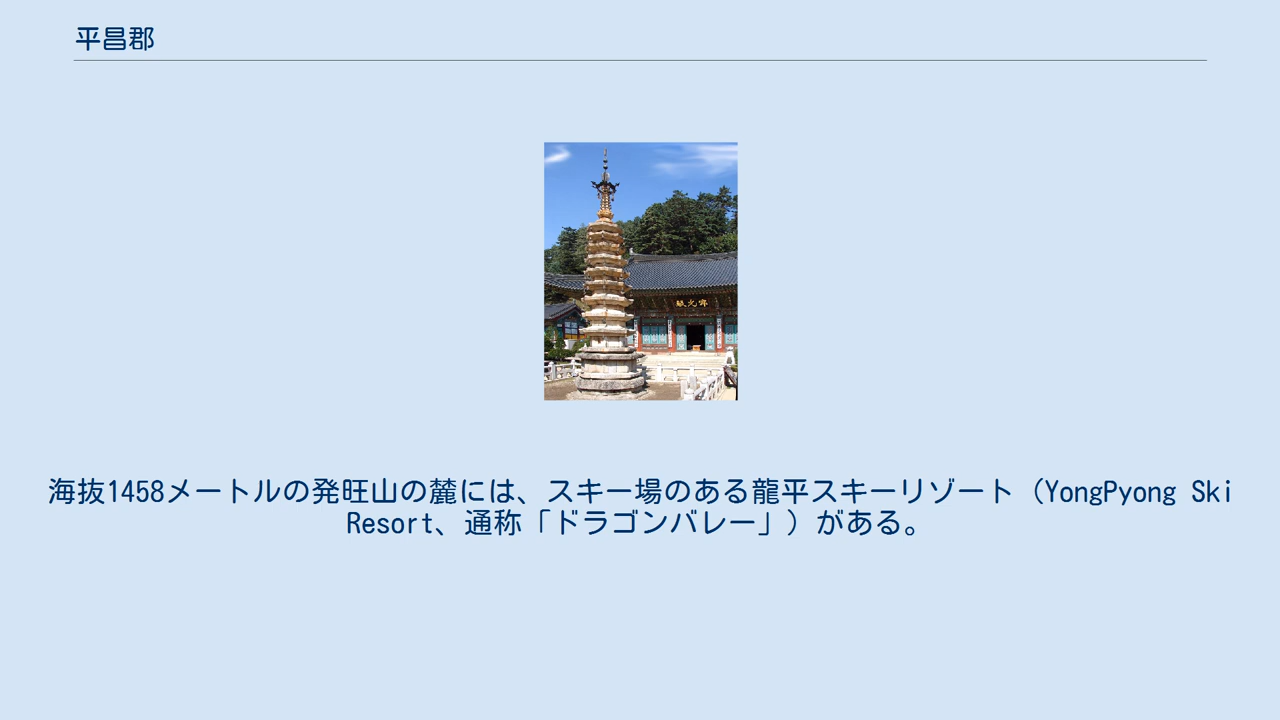 平昌郡
海抜1458メートルの発旺山の麓には、スキー場のある龍平スキーリゾート（YongPyong Ski
Resort、通称「ドラゴンバレー」）がある。